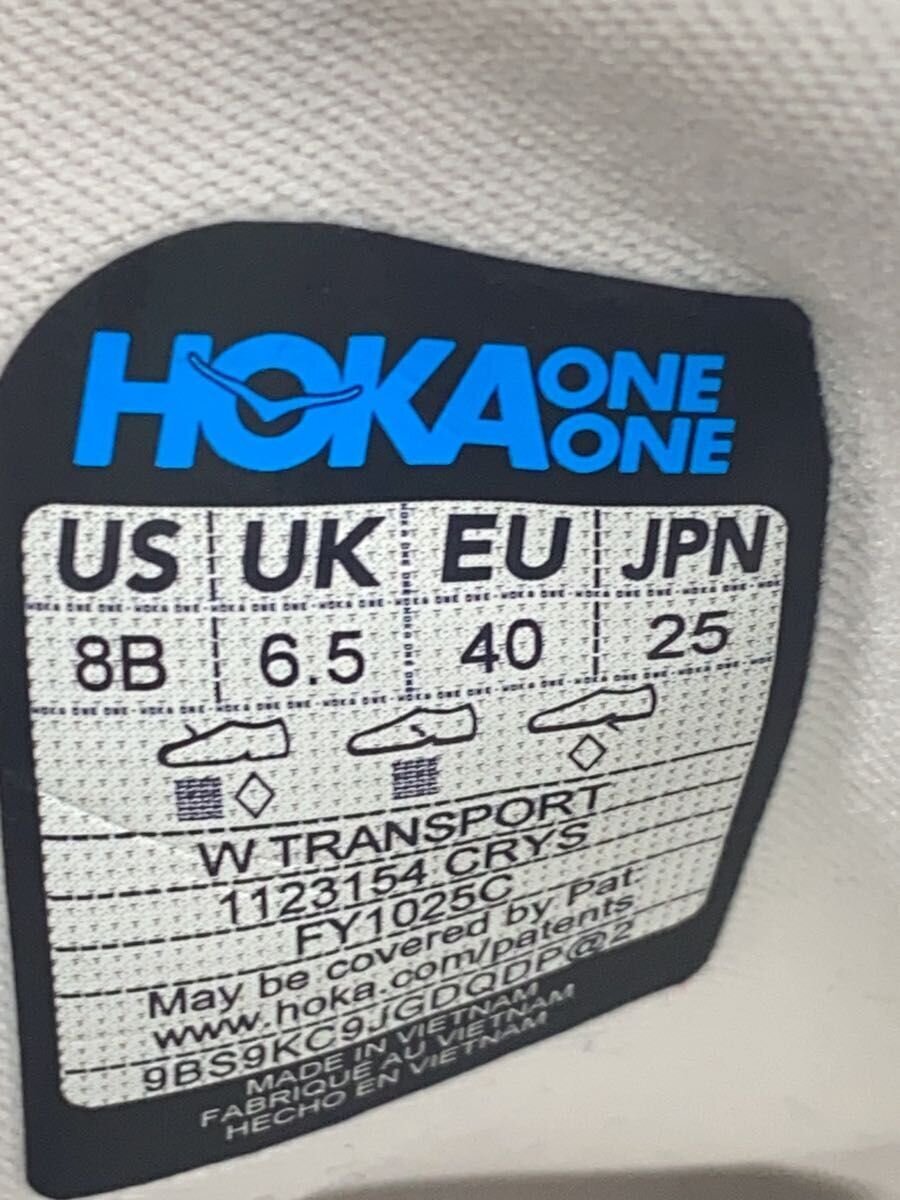 HOKA ONE ONE
US UK EU JPN
8B 6.5 40 25
W TRANSPORT
1123154 CRYS
FY1025C
May be covered by Pat:
www.hoka.com/patents
9BS9KC9JGDQDP@2
MADE IN VIETNAM
FABRIQUE AU VIETNAM
HECHO EN VIETNAM